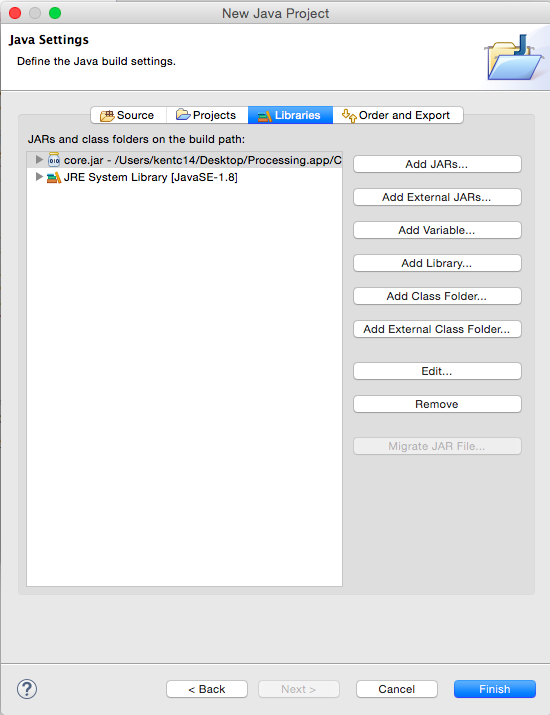 New Java Project
Java Settings
Define the Java build settings.
Source Projects Libraries Order and Export
JARs and class folders on the build path:
core.jar - /Users/kentc14/Desktop/Processing.app/C
JRE System Library [JavaSE-1.8]
Add JARs...
Add External JARs...
Add Variable...
Add Library...
Add Class Folder...
Add External Class Folder...
Edit...
Remove
Migrate JAR File...
? < Back Next > Cancel Finish